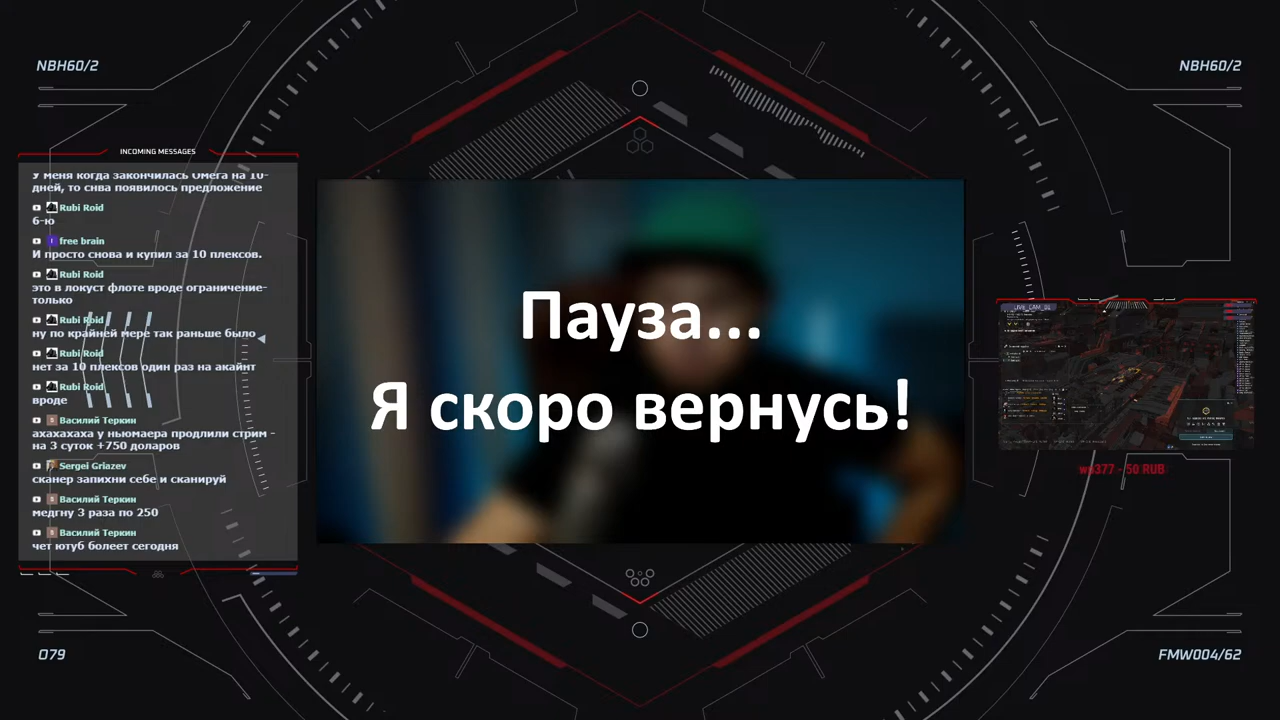 NBH60/2
NBH60/2
INCOMING MESSAGES
У меня когда закончилась Омега на 10-
дней, то снва появилось предложение
Rubi Roid
6-ю
free brain
И просто снова и купил за 10 плексов.
Rubi Roid
это в локуст флоте вроде ограничение-
только
Rubi Roid
ну по крайней мере так раньше было
Rubi Roid
нет за 10 плексов один раз на акайнт
Rubi Roid
вроде
Василий Теркин
ахахахаха у ньюмаера продлили стрим -
на 3 суток +750 доларов
Sergei Griazev
сканер запихни себе и сканируй
Василий Теркин
медгну 3 раза по 250
Василий Теркин
чет ютуб болеет сегодня
Пауза...
Я скоро вернусь!
LIVE_CAM_01
- 50 RUB
079
FMW004/62